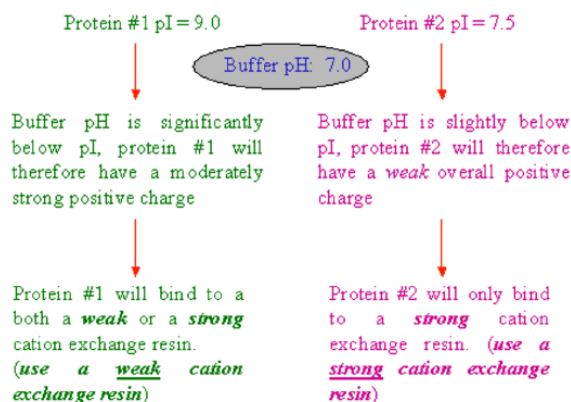 Protein #1 pI = 9.0
Protein #2 pI = 7.5
Buffer pH: 7.0
Buffer pH is significantly
below pI, protein #1 will
therefore have a moderately
strong positive charge
Buffer pH is slightly below
pI, protein #2 will therefore
have a weak overall positive
charge
Protein #1 will bind to a
both a weak or a strong
cation exchange resin.
(use a weak cation
exchange resin)
Protein #2 will only bind
to a strong cation
exchange resin. (use a
strong cation exchange
resin)